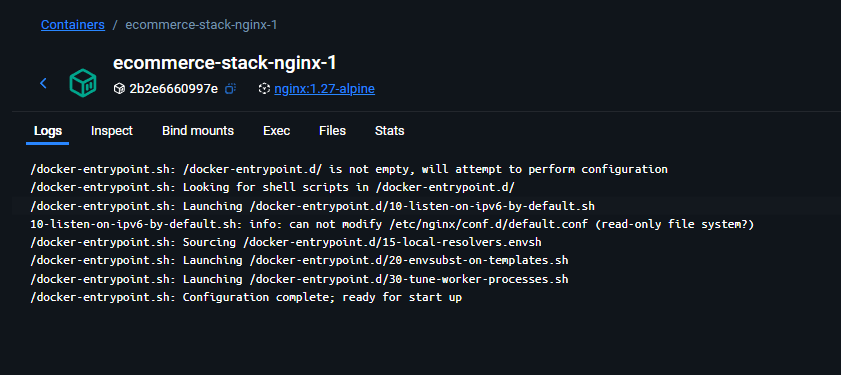 Containers / ecommerce-stack-nginx-1
ecommerce-stack-nginx-1
2b2e6660997e nginx:1.27-alpine
Logs Inspect Bind mounts Exec Files Stats
/docker-entrypoint.sh: /docker-entrypoint.d/ is not empty, will attempt to perform configuration
/docker-entrypoint.sh: Looking for shell scripts in /docker-entrypoint.d/
/docker-entrypoint.sh: Launching /docker-entrypoint.d/10-listen-on-ipv6-by-default.sh
10-listen-on-ipv6-by-default.sh: info: can not modify /etc/nginx/conf.d/default.conf (read-only file system?)
/docker-entrypoint.sh: Sourcing /docker-entrypoint.d/15-local-resolvers.envsh
/docker-entrypoint.sh: Launching /docker-entrypoint.d/20-envsubst-on-templates.sh
/docker-entrypoint.sh: Launching /docker-entrypoint.d/30-tune-worker-processes.sh
/docker-entrypoint.sh: Configuration complete; ready for start up